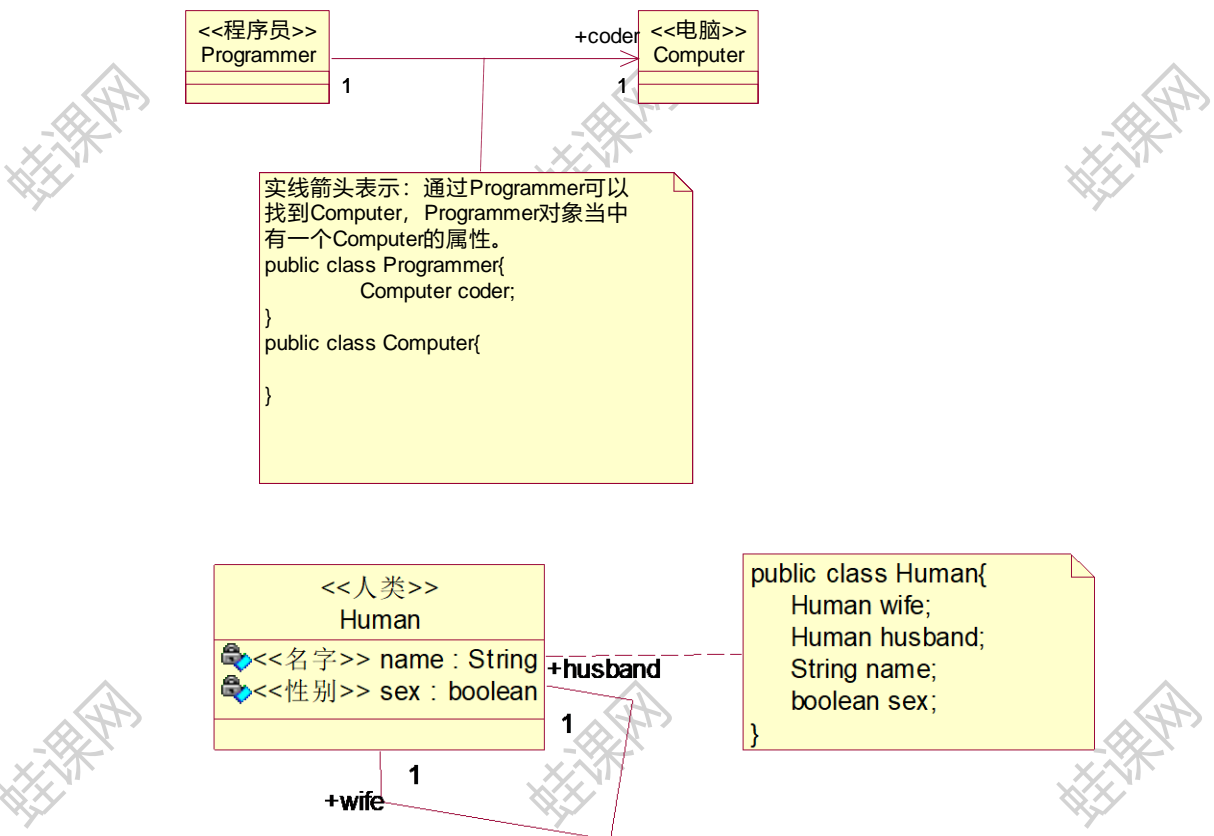 <<程序员>>
Programmer
1
+coder
1
<<电脑>>
Computer
实线箭头表示：通过Programmer可以
找到Computer，Programmer对象当中
有一个Computer的属性。
public class Programmer{
Computer coder;
}
public class Computer{
}
<<人类>>
Human
<<名字>> name : String
<<性别>> sex : boolean
+husband
1
1
+wife
public class Human{
Human wife;
Human husband;
String name;
boolean sex;
}
蛙课网
蛙课网
蛙课网
蛙课网
蛙课网
蛙课网